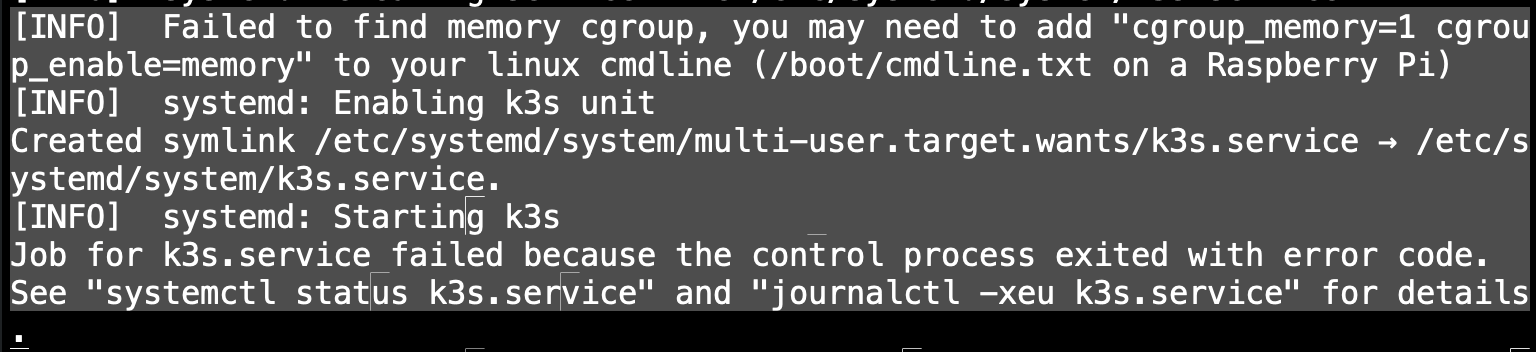 [INFO]  Failed to find memory cgroup, you may need to add "cgroup_memory=1 cgrou
p_enable=memory" to your linux cmdline (/boot/cmdline.txt on a Raspberry Pi)
[INFO]  systemd: Enabling k3s unit
Created symlink /etc/systemd/system/multi-user.target.wants/k3s.service → /etc/s
ystemd/system/k3s.service.
[INFO]  systemd: Starting k3s
Job for k3s.service failed because the control process exited with error code.
See "systemctl status k3s.service" and "journalctl -xeu k3s.service" for details
.